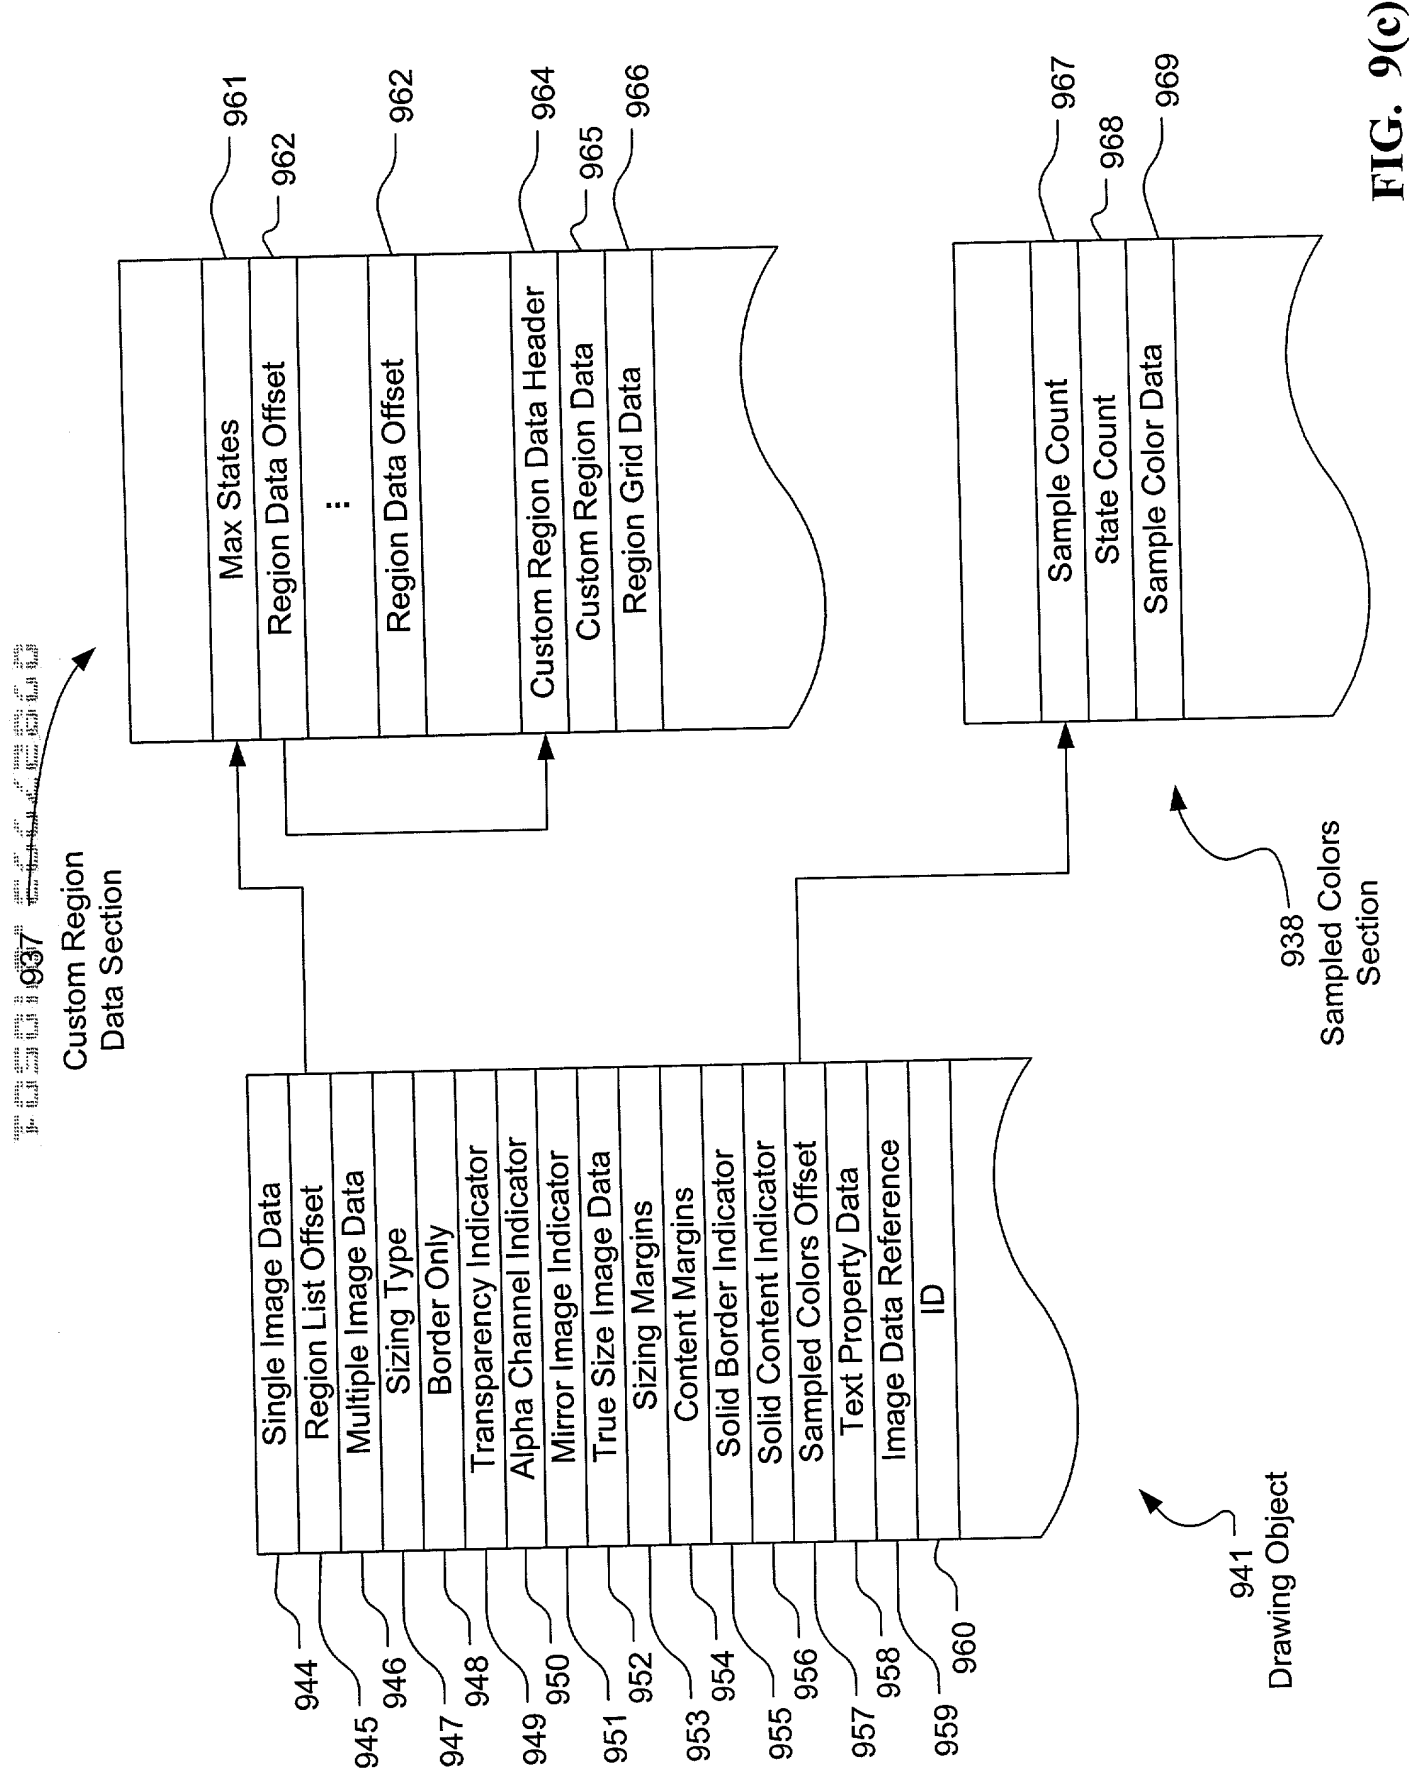 937
Custom Region
Data Section
Max States
Region Data Offset
...
Region Data Offset
Custom Region Data Header
Custom Region Data
Region Grid Data
961
962
962
964
965
966
Single Image Data
Region List Offset
Multiple Image Data
Sizing Type
Border Only
Transparency Indicator
Alpha Channel Indicator
Mirror Image Indicator
True Size Image Data
Sizing Margins
Content Margins
Solid Border Indicator
Solid Content Indicator
Sampled Colors Offset
Text Property Data
Image Data Reference
ID
944
945
946
947
948
949
950
951
952
953
954
955
956
957
958
959
960
941
Drawing Object
Sample Count
State Count
Sample Color Data
967
968
969
938
Sampled Colors
Section
FIG. 9(c)